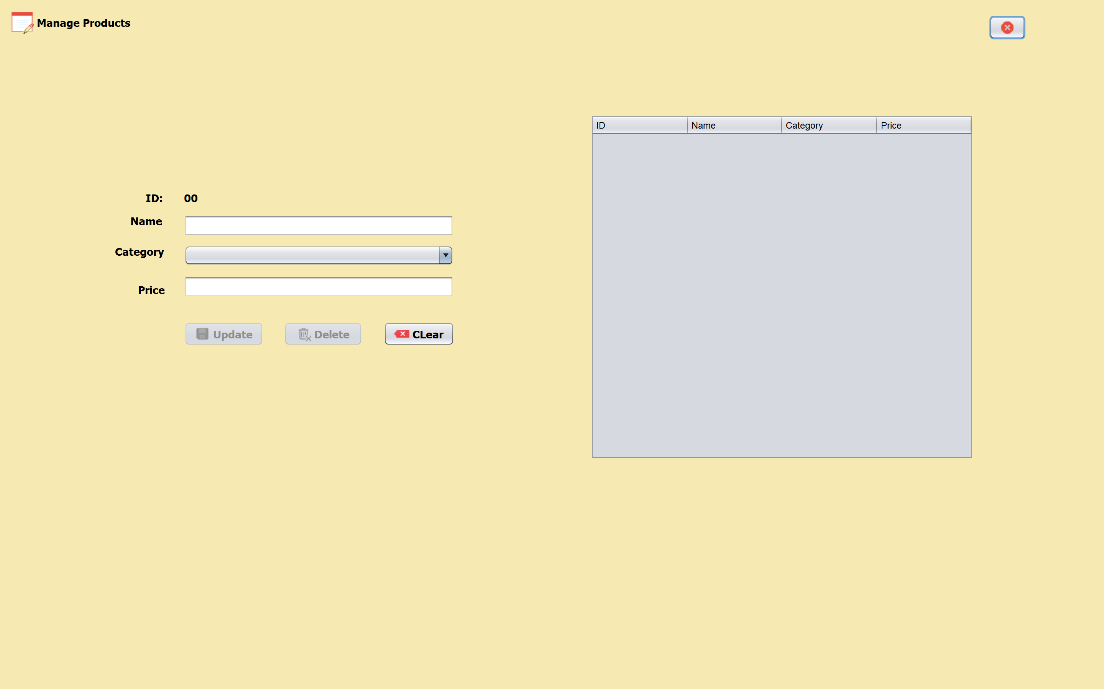 Manage Products
ID Name Category Price
ID: 00
Name
Category
Price
Update Delete CLear